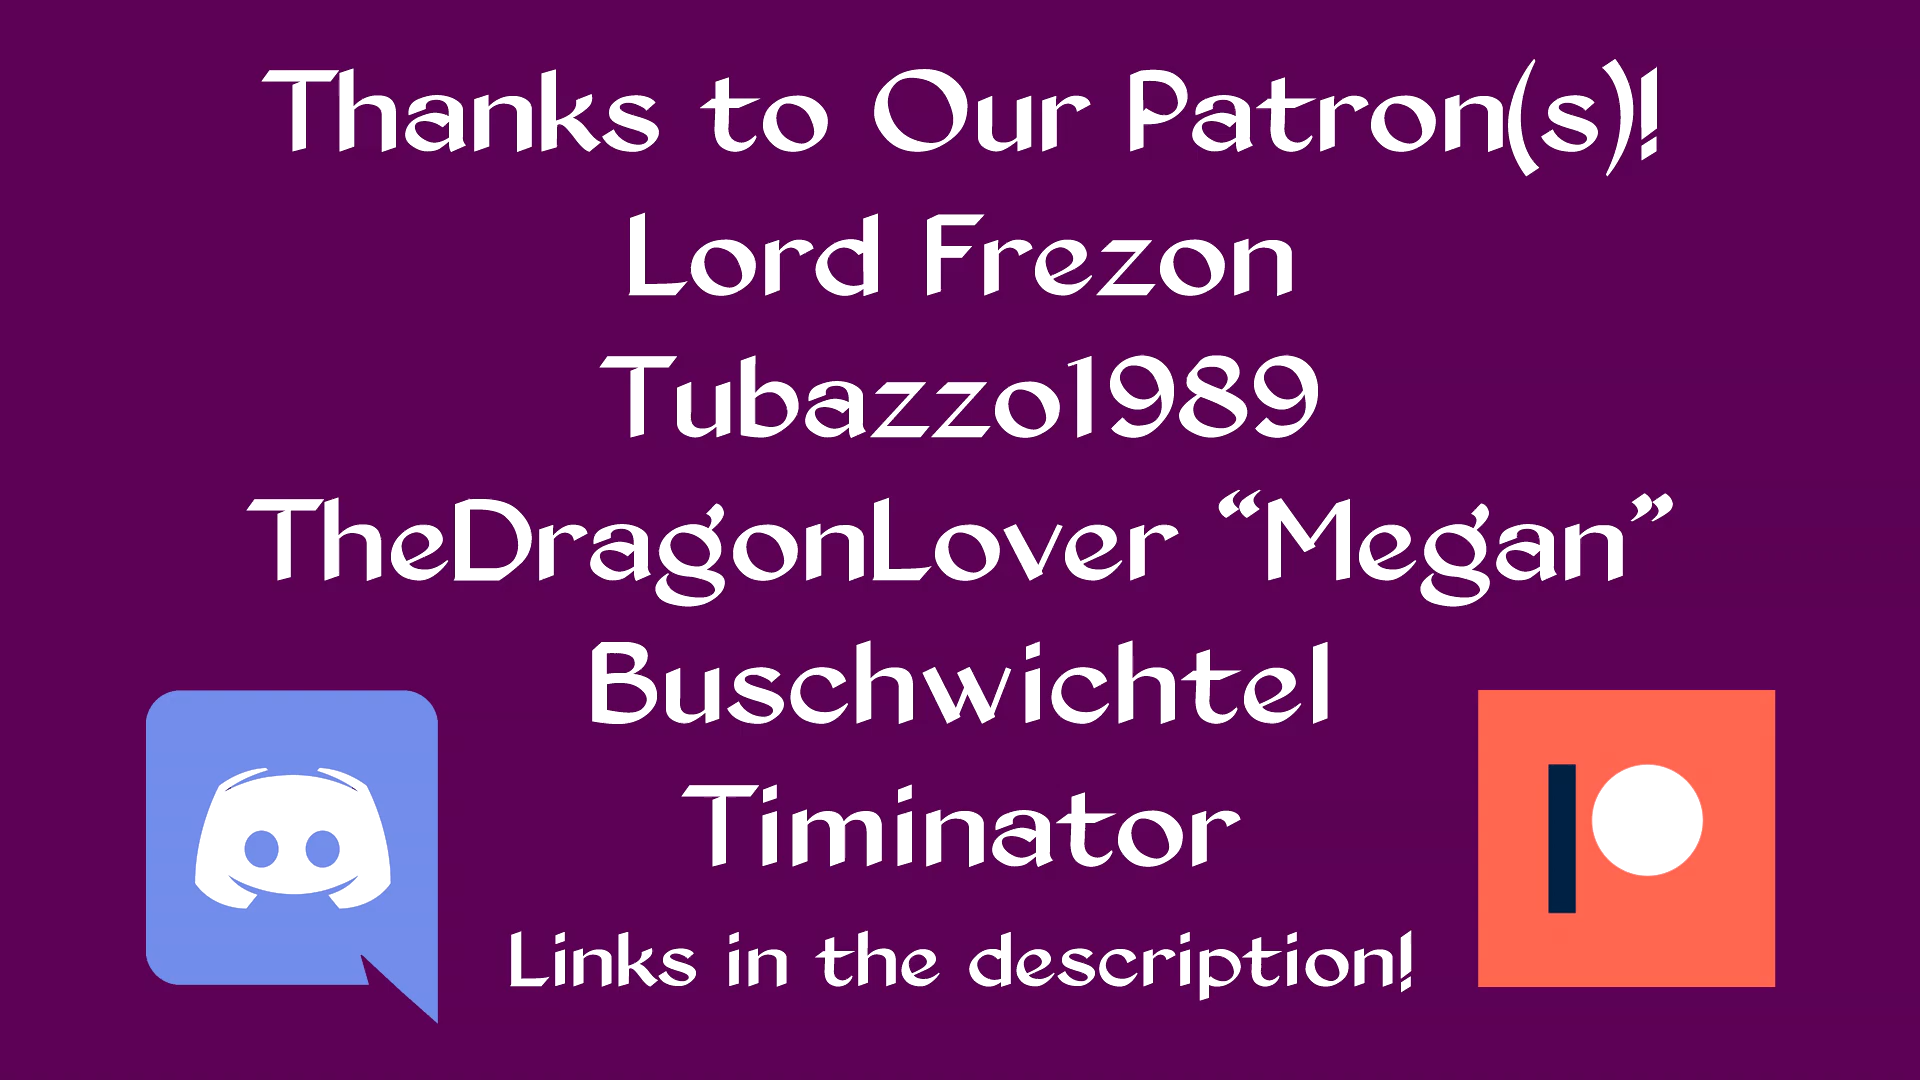 Thanks to Our Patron(s)!
Lord Frezon
Tubazzo1989
TheDragonLover “Megan”
Buschwichtel
Timinator
Links in the description!